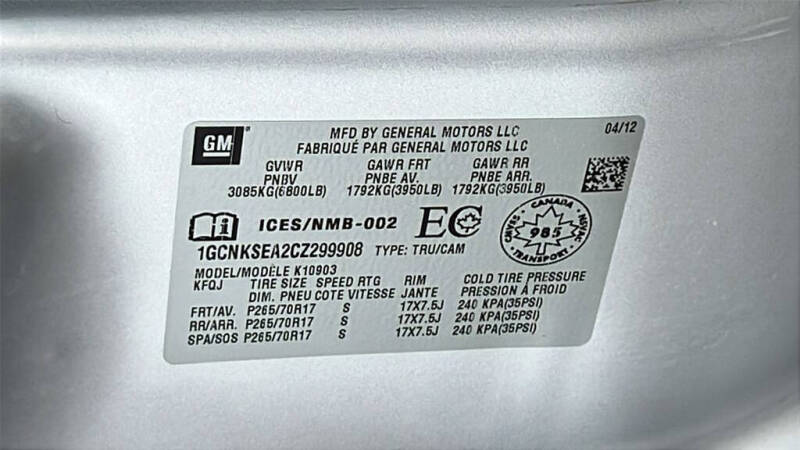 GM
MFD BY GENERAL MOTORS LLC 04/12
FABRIQUÉ PAR GENERAL MOTORS LLC
GVWR GAWR FRT GAWR RR
PNBV PNBE AV. PNBE ARR.
3085KG(6800LB) 1792KG(3950LB) 1792KG(3950LB)
ICES/NMB-002 EC
CANADA
CMVSS 985 NSVAC
TRANSPORT
1GCNKSEA2CZ299908 TYPE: TRU/CAM
MODEL/MODÈLE K10903
KFQJ TIRE SIZE SPEED RTG RIM COLD TIRE PRESSURE
DIM. PNEU COTE VITESSE JANTE PRESSION À FROID
FRT/AV. P265/70R17 S 17X7.5J 240 KPA(35PSI)
RR/ARR. P265/70R17 S 17X7.5J 240 KPA(35PSI)
SPA/SOS P265/70R17 S 17X7.5J 240 KPA(35PSI)